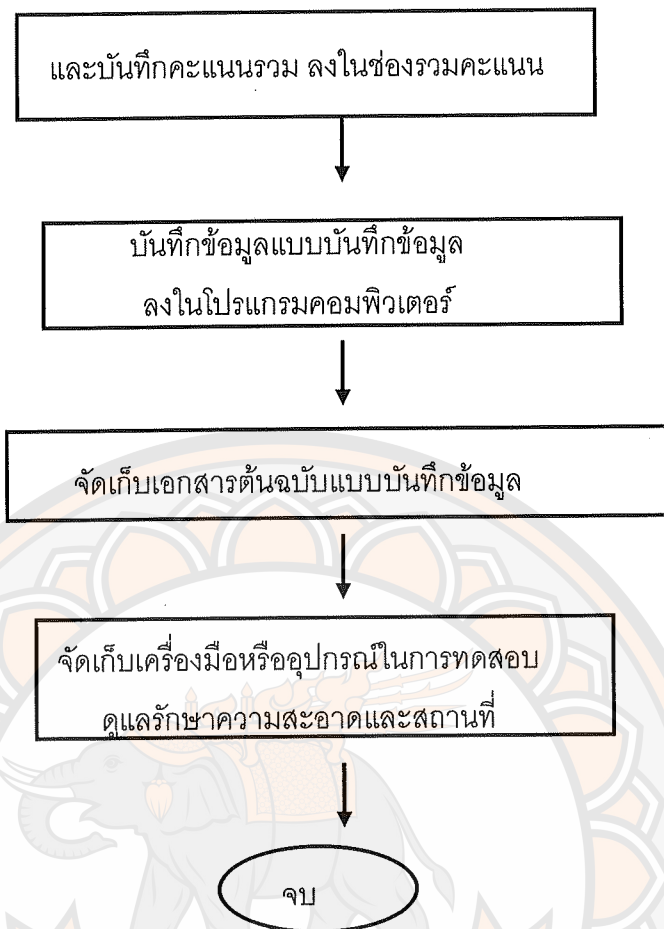 และบันทึกคะแนนรวม ลงในช่องรวมคะแนน
บันทึกข้อมูลแบบบันทึกข้อมูล
ลงในโปรแกรมคอมพิวเตอร์
จัดเก็บเอกสารต้นฉบับแบบบันทึกข้อมูล
จัดเก็บเครื่องมือหรืออุปกรณ์ในการทดสอบ
ดูแลรักษาความสะอาดและสถานที่
จบ